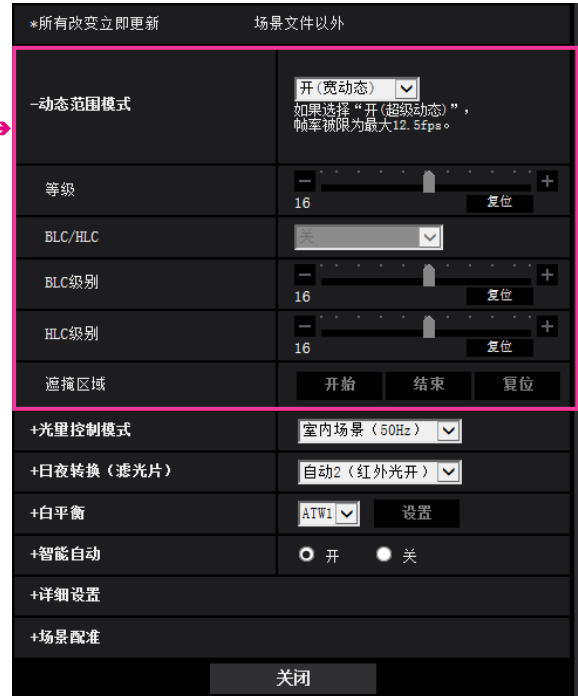 *所有改变立即更新 场景文件以外
-动态范围模式
开(宽动态)
如果选择“开(超级动态)”,
帧率被限为最大12.5fps。
等级
16 复位
BLC/HLC 关
BLC级别
16 复位
HLC级别
16 复位
遮掩区域 开始 结束 复位
+光里控制模式 室内场景（50Hz）
+日夜转换（滤光片） 自动2（红外光开）
+白平衡 ATW1 设置
+智能自动 开 关
+详细设置
+场景配准
关闭